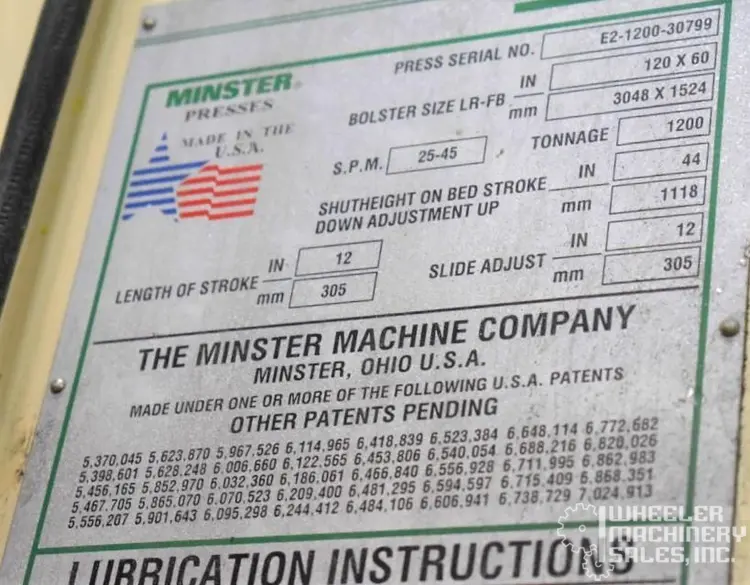 MINSTER®
PRESSES
MADE IN THE
U.S.A.
PRESS SERIAL NO. E2-1200-30799
BOLSTER SIZE LR-FB IN 120 X 60
mm 3048 X 1524
S.P.M. 25-45
TONNAGE 1200
SHUTHEIGHT ON BED STROKE
DOWN ADJUSTMENT UP
IN 44
mm 1118
LENGTH OF STROKE IN 12
mm 305
SLIDE ADJUST IN 12
mm 305
THE MINSTER MACHINE COMPANY
MINSTER, OHIO U.S.A.
MADE UNDER ONE OR MORE OF THE FOLLOWING U.S.A. PATENTS
OTHER PATENTS PENDING
5,370,045 5,623,870 5,967,526 6,114,965 6,418,839 6,523,384 6,648,114 6,772,682
5,398,601 5,628,248 6,006,660 6,122,565 6,453,806 6,540,054 6,688,216 6,820,026
5,456,165 5,852,970 6,032,360 6,186,061 6,466,840 6,556,928 6,711,995 6,862,983
5,467,705 5,865,070 6,070,523 6,209,400 6,481,295 6,594,597 6,715,409 6,868,351
5,556,207 5,901,643 6,095,298 6,244,412 6,484,106 6,606,941 6,738,729 7,024,913
LUBRICATION INSTRUCTIONS
WHEELER
MACHINERY
SALES, INC.